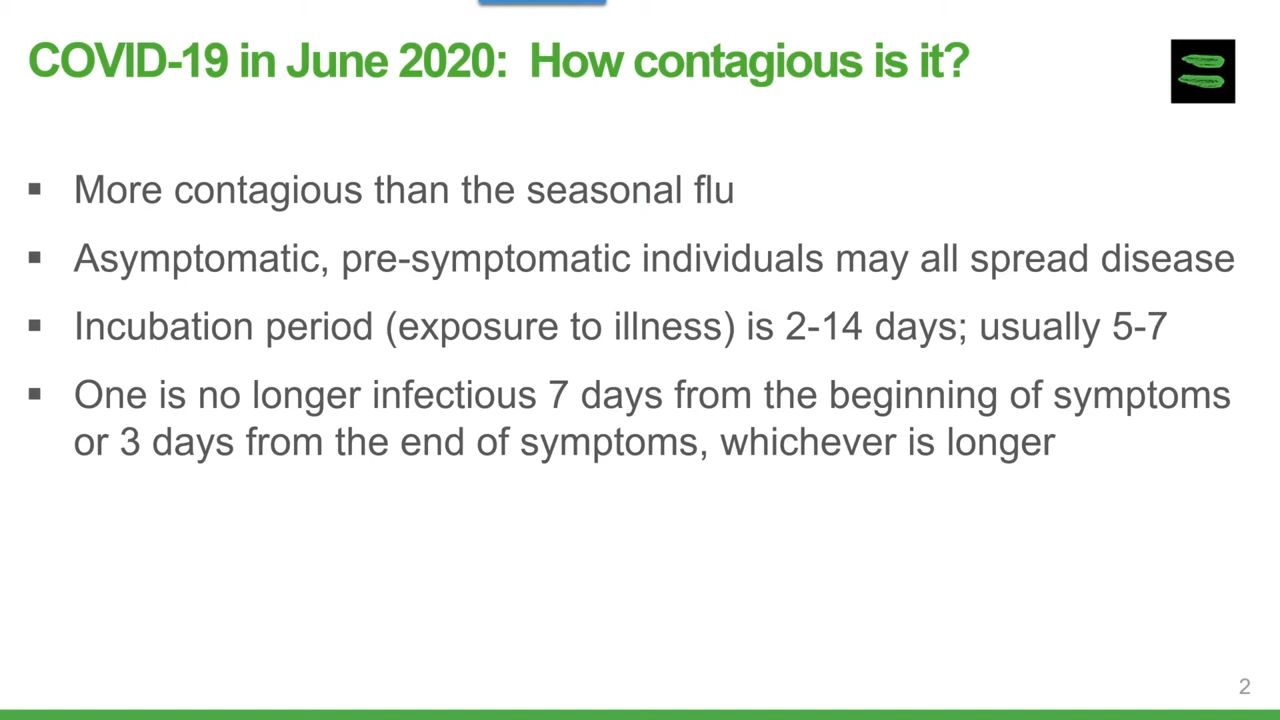 COVID-19 in June 2020:  How contagious is it?
▪ More contagious than the seasonal flu
▪ Asymptomatic, pre-symptomatic individuals may all spread disease
▪ Incubation period (exposure to illness) is 2-14 days; usually 5-7
▪ One is no longer infectious 7 days from the beginning of symptoms
or 3 days from the end of symptoms, whichever is longer
2